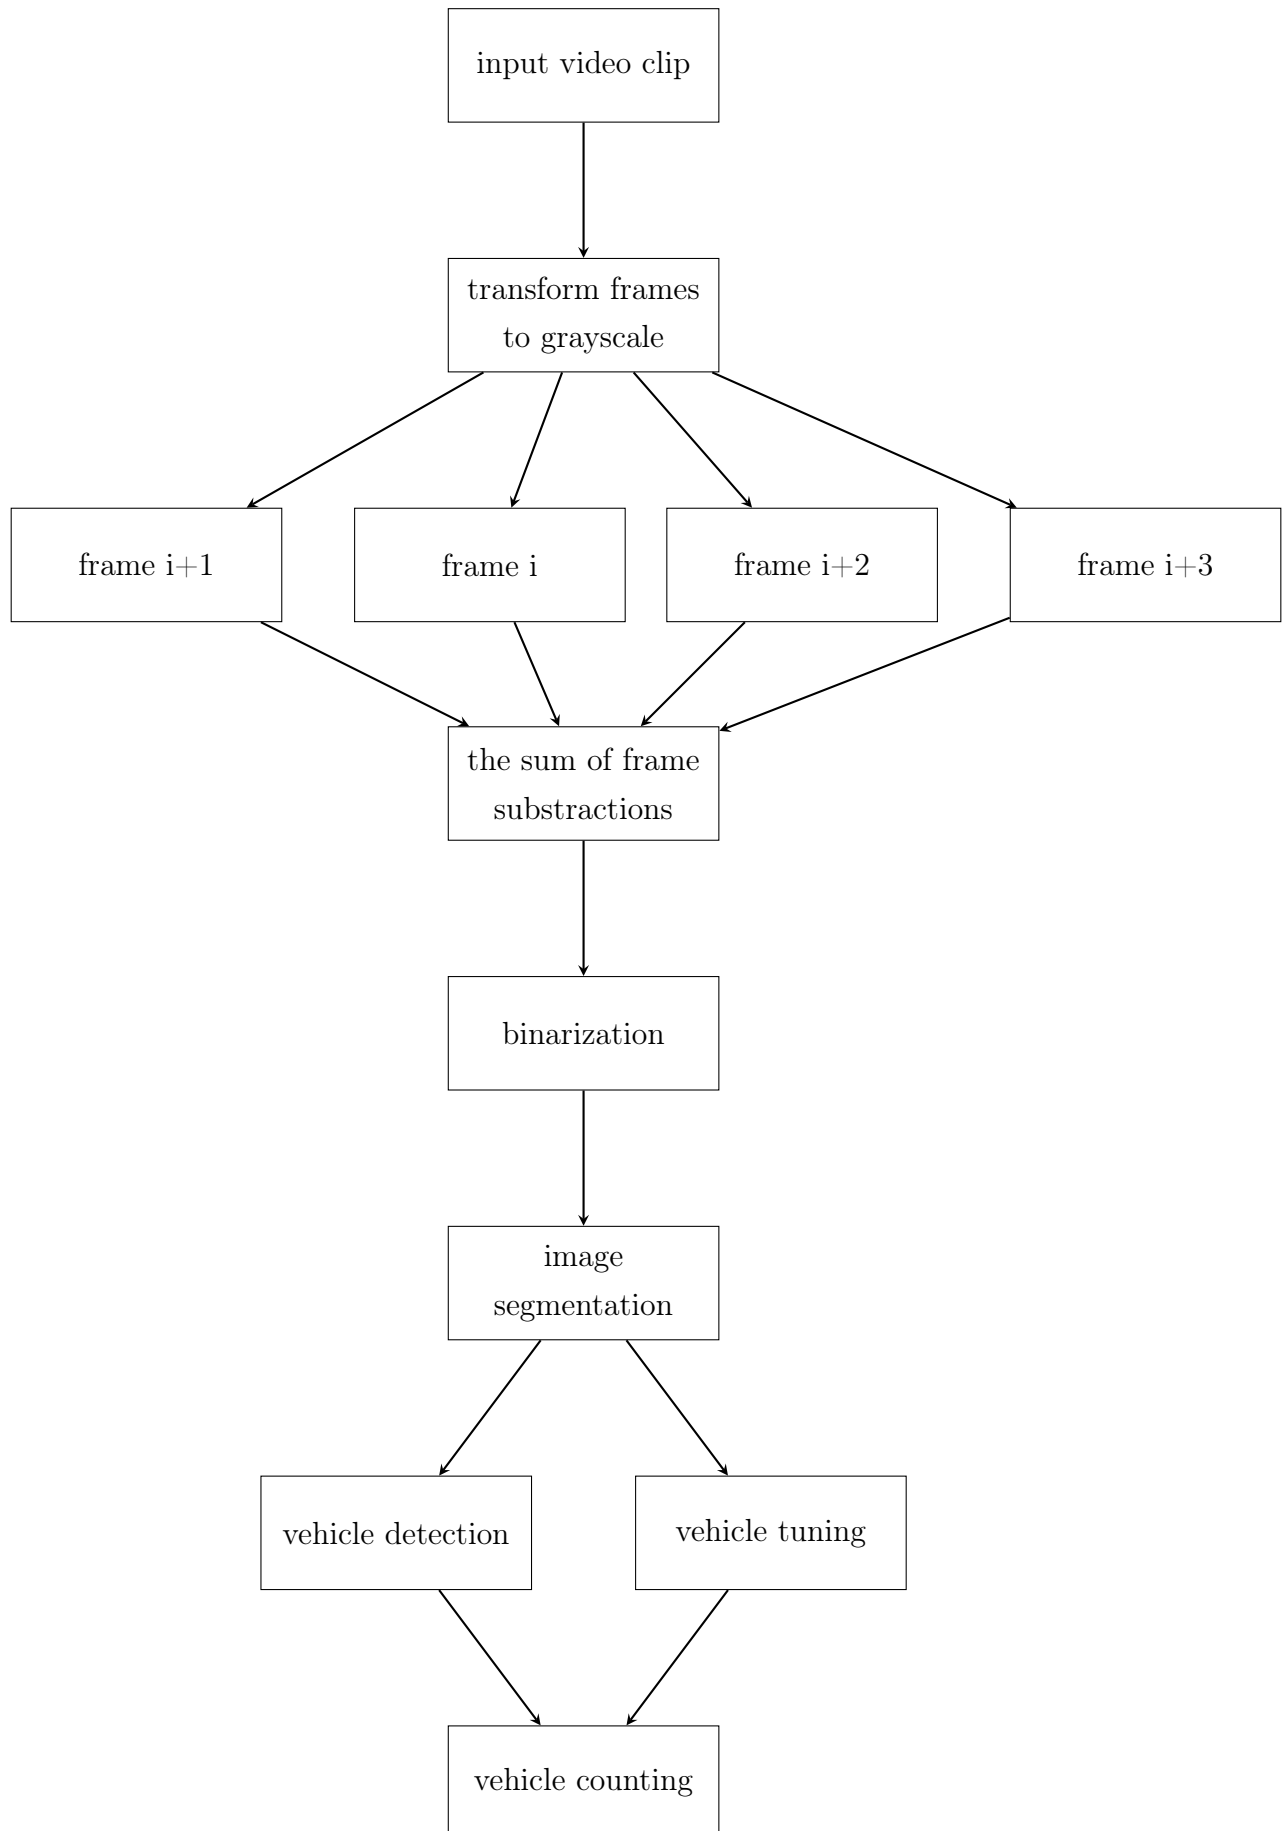 input video clip
transform frames
to grayscale
frame i+1
frame i
frame i+2
frame i+3
the sum of frame
substractions
binarization
image
segmentation
vehicle detection
vehicle tuning
vehicle counting